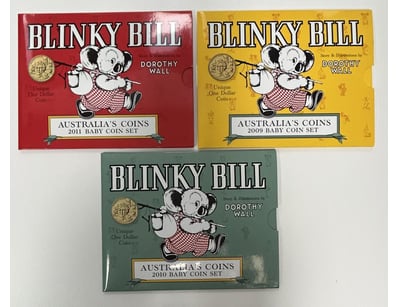 BLINKY BILL
Story & Illustrations by
DOROTHY
WALL
Unique
One Dollar
Coin
AUSTRALIA'S COINS
2011 BABY COIN SET
BLINKY BILL
Story & Illustrations by
DOROTHY
WALL
Unique
One Dollar
Coin
AUSTRALIA'S COINS
2009 BABY COIN SET
BLINKY BILL
Story & Illustrations by
DOROTHY
WALL
Unique
One Dollar
Coin
AUSTRALIA'S COINS
2010 BABY COIN SET